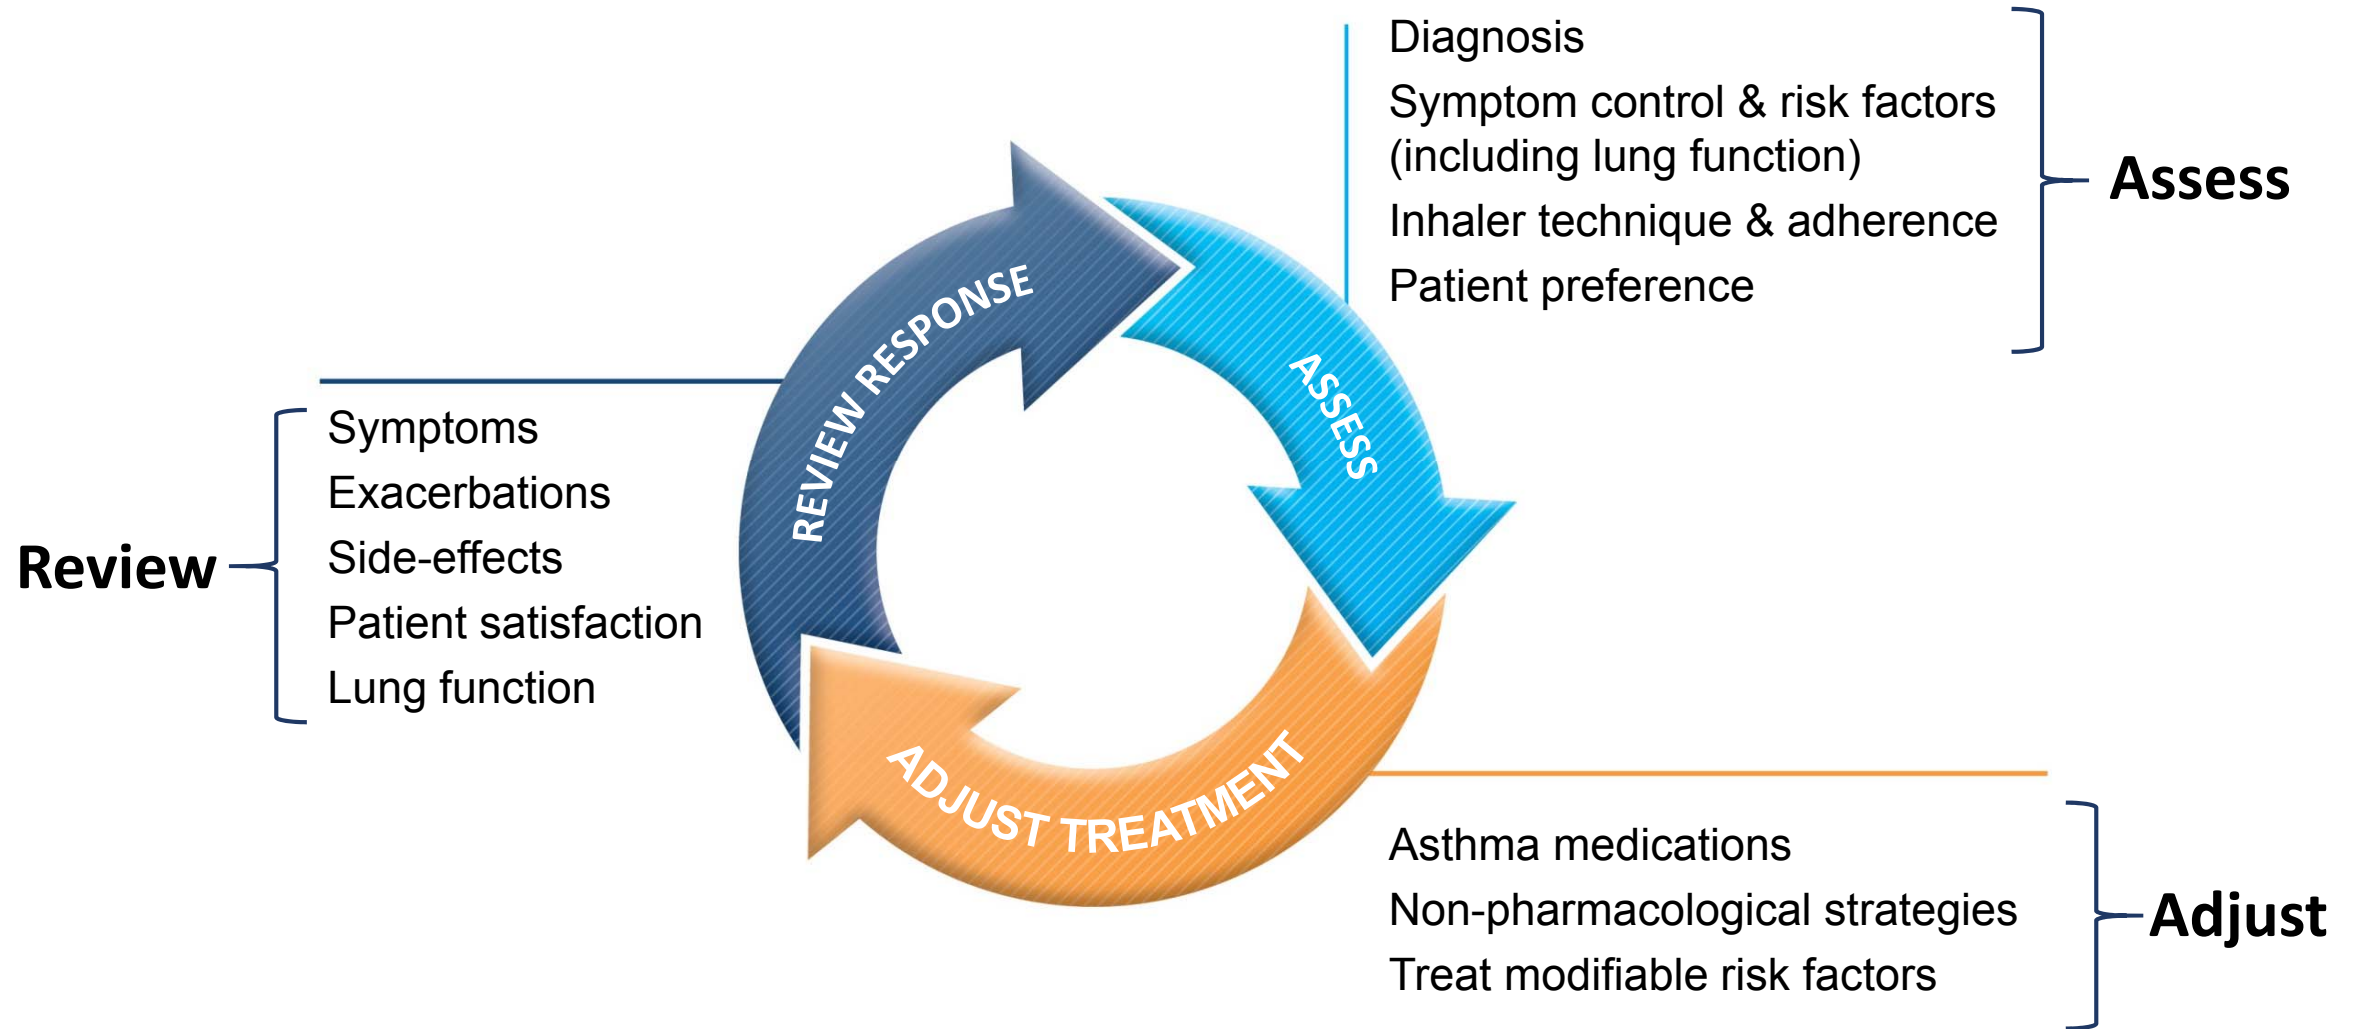 Diagnosis
Symptom control & risk factors
(including lung function)
Inhaler technique & adherence
Patient preference
Assess
REVIEW RESPONSE
ASSESS
ADJUST TREATMENT
Review
Symptoms
Exacerbations
Side-effects
Patient satisfaction
Lung function
Asthma medications
Non-pharmacological strategies
Treat modifiable risk factors
Adjust